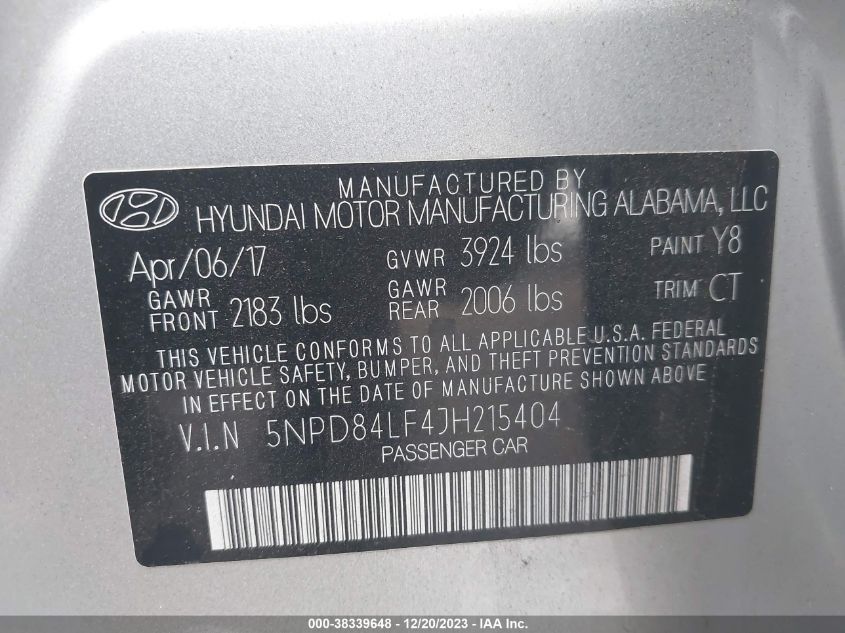 MANUFACTURED BY
HYUNDAI MOTOR MANUFACTURING ALABAMA, LLC
Apr/06/17 GVWR 3924 lbs PAINT Y8
GAWR FRONT 2183 lbs GAWR REAR 2006 lbs TRIM CT
THIS VEHICLE CONFORMS TO ALL APPLICABLE U.S.A. FEDERAL
MOTOR VEHICLE SAFETY, BUMPER, AND THEFT PREVENTION STANDARDS
IN EFFECT ON THE DATE OF MANUFACTURE SHOWN ABOVE
V.I.N 5NPD84LF4JH215404
PASSENGER CAR
000-38339648 - 12/20/2023 - IAA Inc.